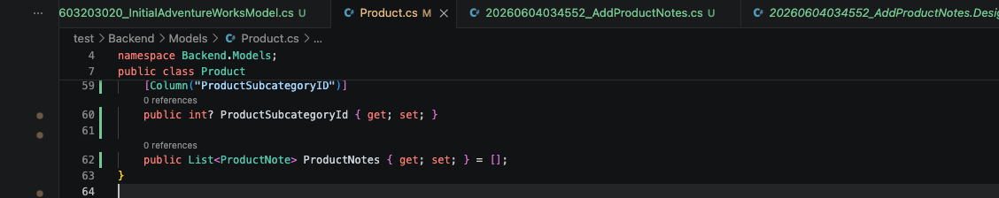 ... 603203020_InitialAdventureWorksModel.cs U Product.cs M × 20260604034552_AddProductNotes.cs U 20260604034552_AddProductNotes.Desig
test > Backend > Models > Product.cs > ...
4 namespace Backend.Models;
7 public class Product
59 [Column("ProductSubcategoryID")]
0 references
60 public int? ProductSubcategoryId { get; set; }
61
0 references
62 public List<ProductNote> ProductNotes { get; set; } = [];
63 }
64